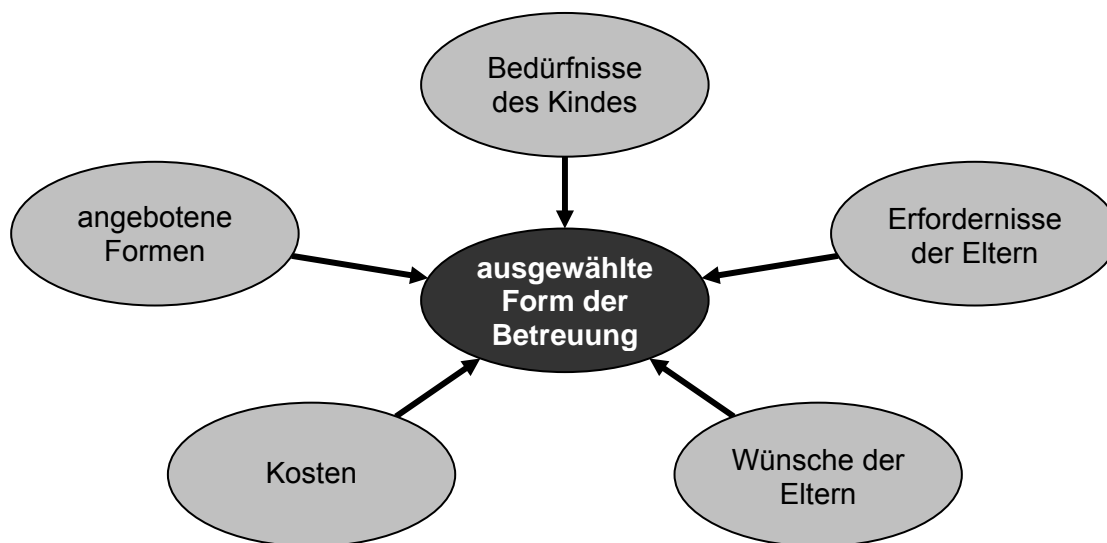 Bedürfnisse
des Kindes
angebotene
Formen
Erfordernisse
der Eltern
ausgewählte
Form der
Betreuung
Kosten
Wünsche der
Eltern